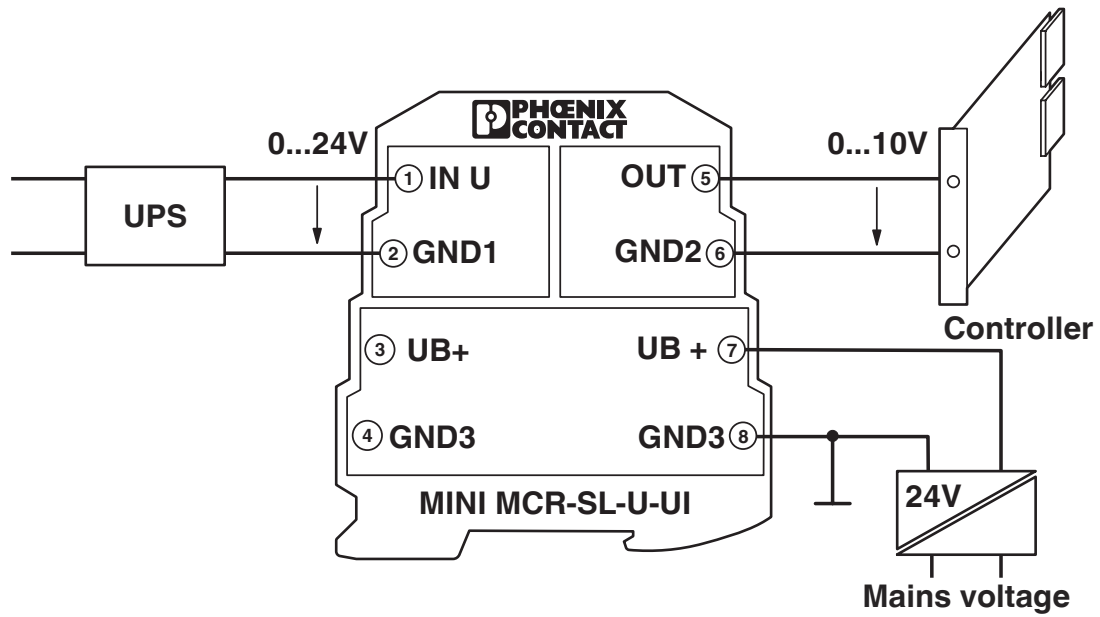 PHŒNIX
CONTACT
0...24V
0...10V
UPS
1 IN U
OUT 5
2 GND1
GND2 6
Controller
3 UB+
UB + 7
4 GND3
GND3 8
24V
MINI MCR-SL-U-UI
Mains voltage